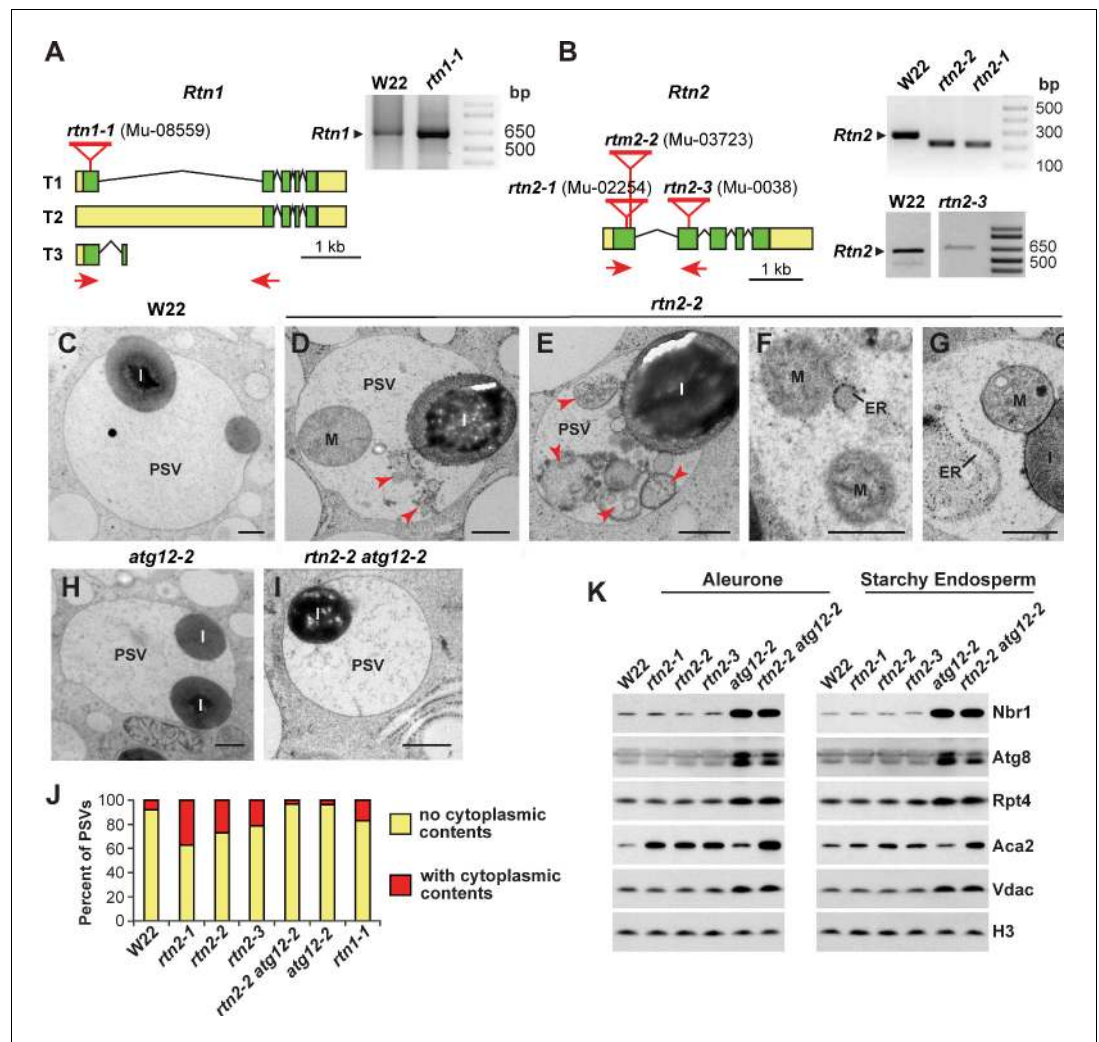 A
Rtn1
rtn1-1 (Mu-08559)
T1
T2
T3
1 kb
W22 rtn1-1 bp
Rtn1
650
500
B
Rtn2
rtm2-2 (Mu-03723)
rtn2-1 (Mu-02254) rtn2-3 (Mu-0038)
1 kb
W22 rtn2-2 rtn2-1 bp
Rtn2
500
300
100
W22 rtn2-3
Rtn2
650
500
W22
rtn2-2
C
I
PSV
D
PSV
M
I
E
PSV
I
F
M
ER
M
G
M
ER
I
atg12-2
rtn2-2 atg12-2
H
PSV
I
I
I
I
PSV
J
Percent of PSVs
100
80
60
40
20
0
W22 rtn2-1 rtn2-2 rtn2-3 rtn2-2 atg12-2 atg12-2 rtn1-1
no cytoplasmic
contents
with cytoplasmic
contents
K
Aleurone Starchy Endosperm
W22 rtn2-1 rtn2-2 rtn2-3 atg12-2 rtn2-2 atg12-2 W22 rtn2-1 rtn2-2 rtn2-3 atg12-2 rtn2-2 atg12-2
Nbr1
Atg8
Rpt4
Aca2
Vdac
H3